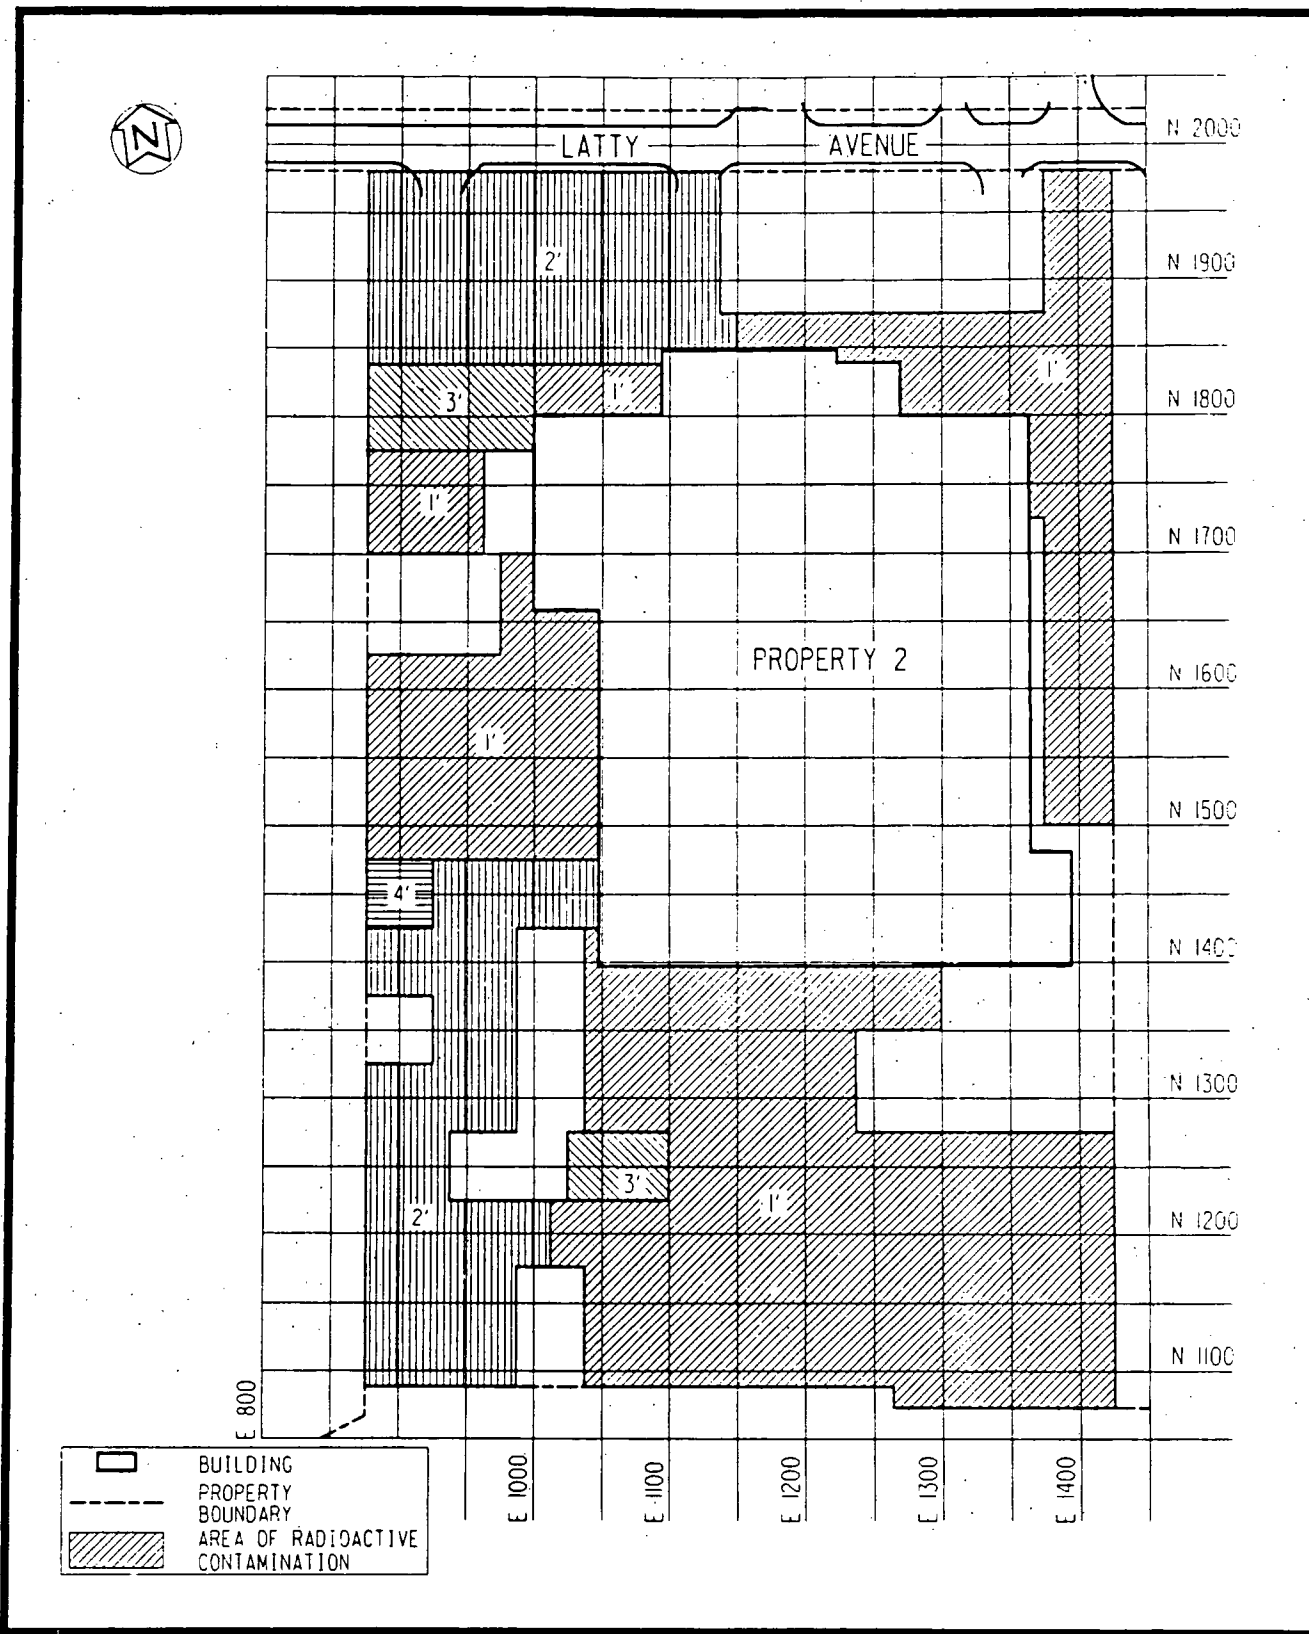 N
N 2000
LATTY AVENUE
2'
N 1900
1'
1'
3'
N 1800
1'
N 1700
PROPERTY 2
N 1600
1'
N 1500
4'
N 1400
N 1300
3'
1'
2'
N 1200
N 1100
E 800
E 1000
E 1100
E 1200
E 1300
E 1400
BUILDING
PROPERTY
BOUNDARY
AREA OF RADIOACTIVE
CONTAMINATION